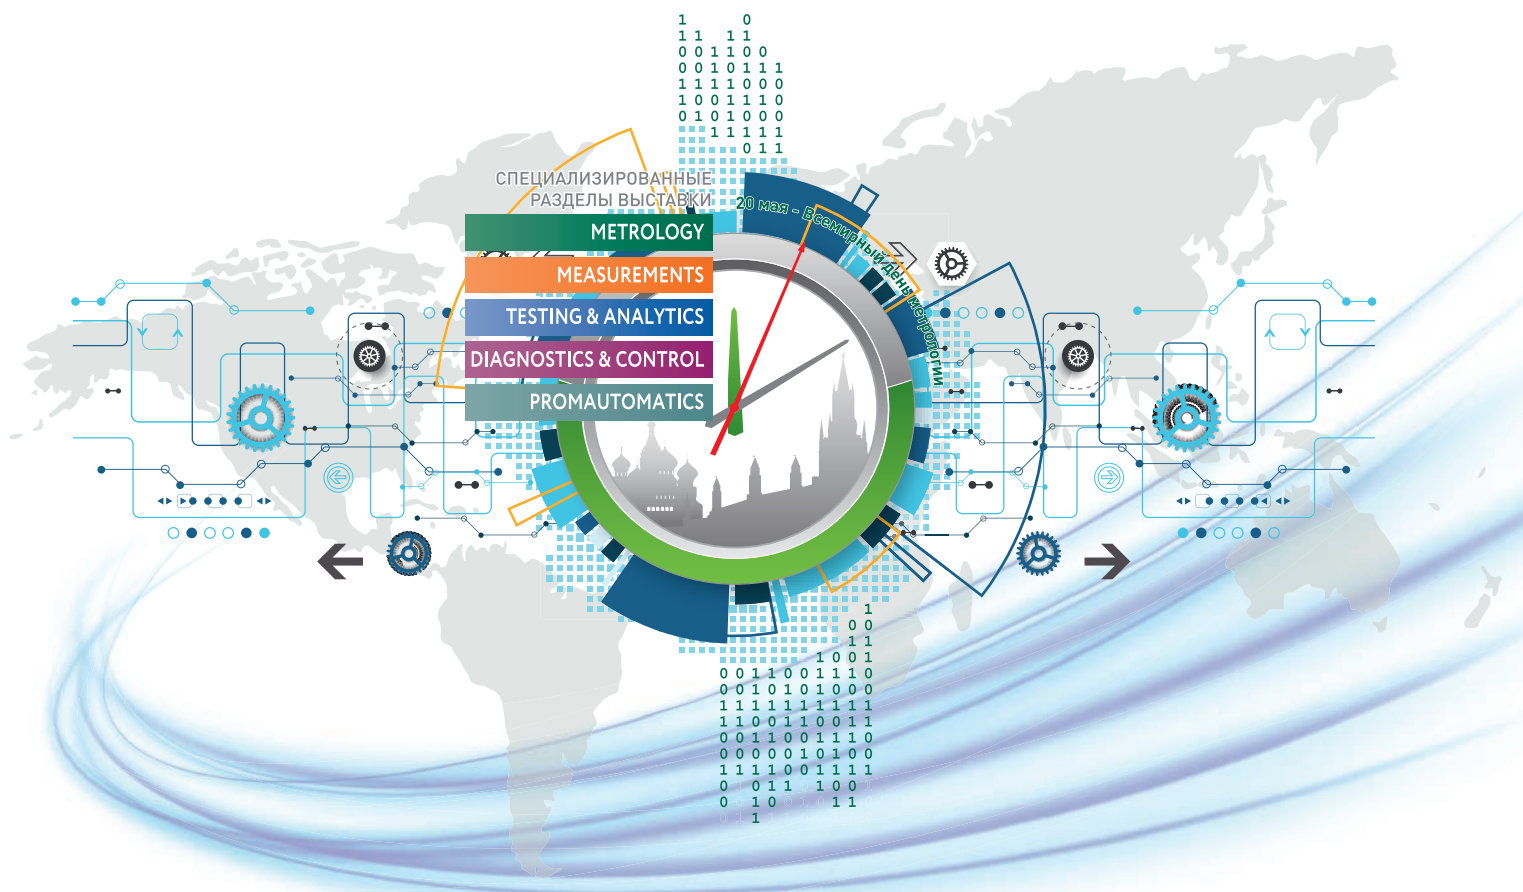 СПЕЦИАЛИЗИРОВАННЫЕ
РАЗДЕЛЫ ВЫСТАВКИ
METROLOGY
MEASUREMENTS
TESTING & ANALYTICS
DIAGNOSTICS & CONTROL
PROMAUTOMATICS
20 мая - Всемирный день метрологии